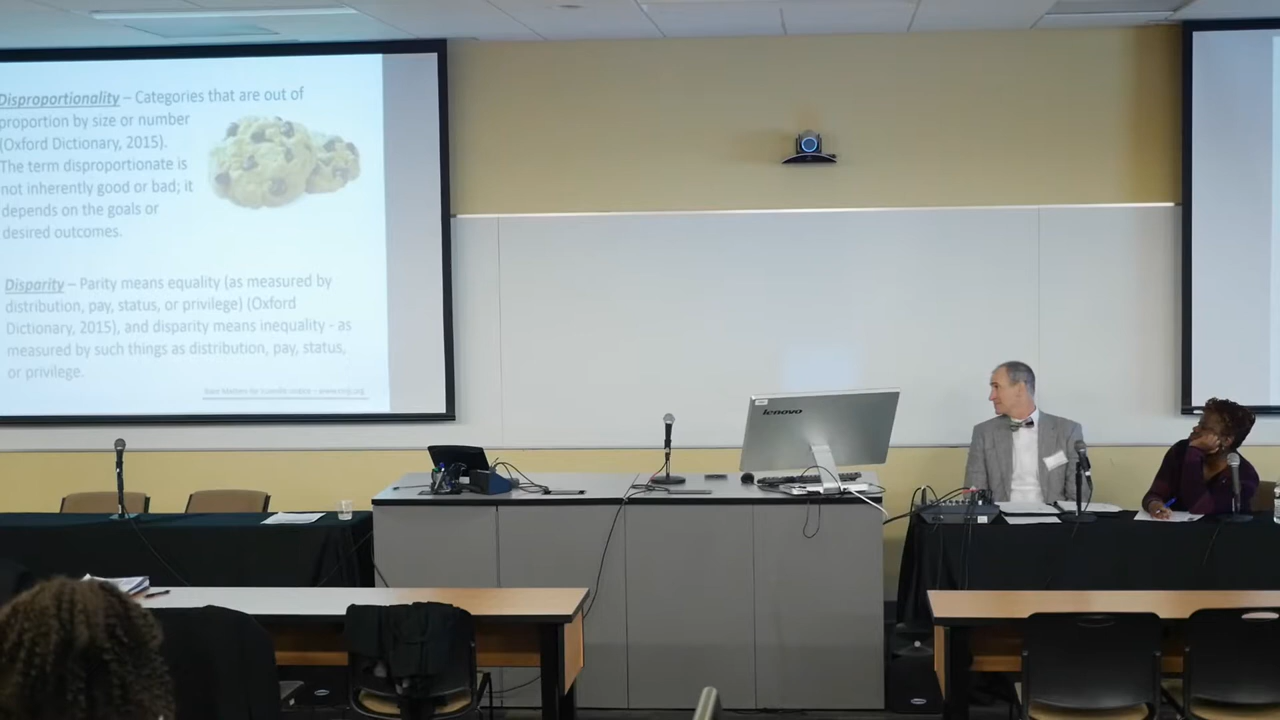 Disproportionality – Categories that are out of
proportion by size or number
(Oxford Dictionary, 2015).
The term disproportionate is
not inherently good or bad; it
depends on the goals or
desired outcomes.
Disparity – Parity means equality (as measured by
distribution, pay, status, or privilege) (Oxford
Dictionary, 2015), and disparity means inequality - as
measured by such things as distribution, pay, status,
or privilege.
lenovo